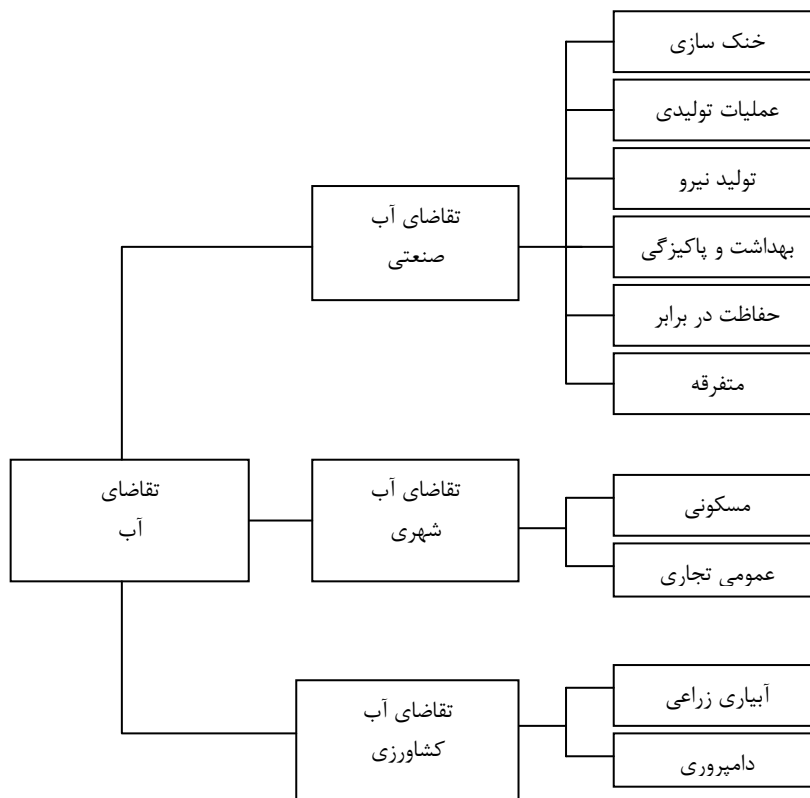 خنک سازی
عملیات تولیدی
تولید نیرو
بهداشت و پاکیزگی
حفاظت در برابر
متفرقه
تقاضای آب
صنعتی
تقاضای
آب
تقاضای آب
شهری
مسکونی
عمومی تجاری
تقاضای آب
کشاورزی
آبیاری زراعی
دامپروری